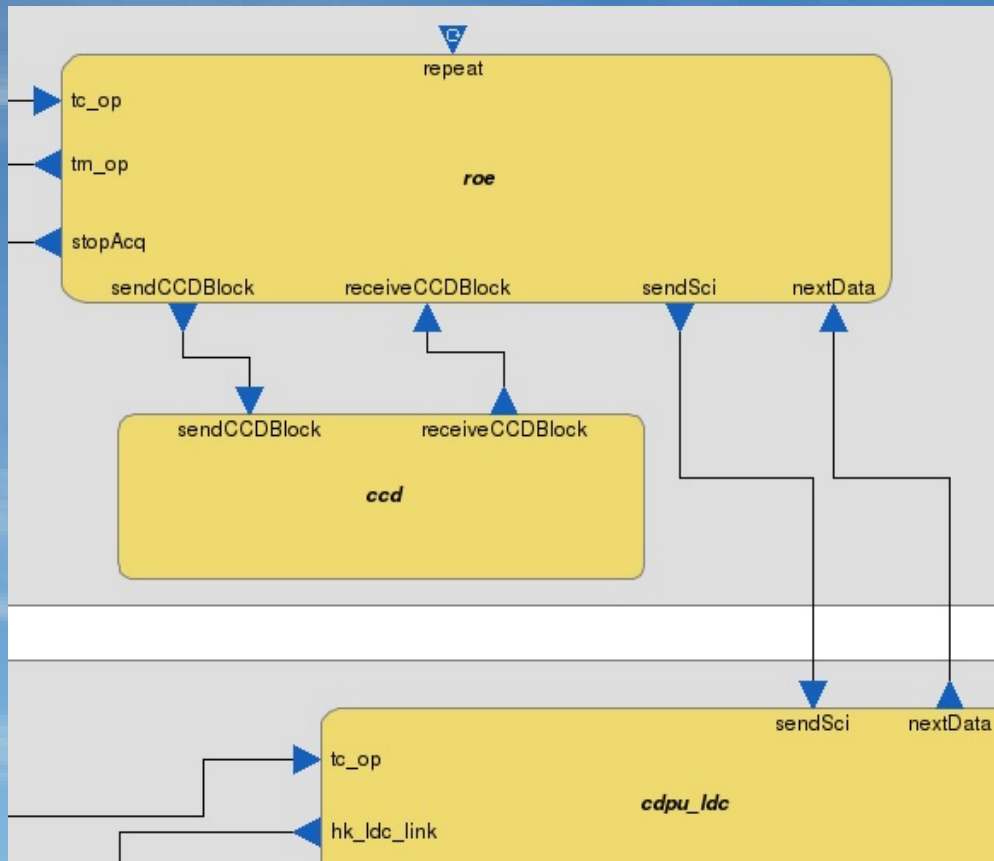 repeat
tc_op
tm_op
roe
stopAcq
sendCCDBlock receiveCCDBlock sendSci nextData
sendCCDBlock receiveCCDBlock
ccd
sendSci nextData
tc_op
cdpu_ldc
hk_ldc_link